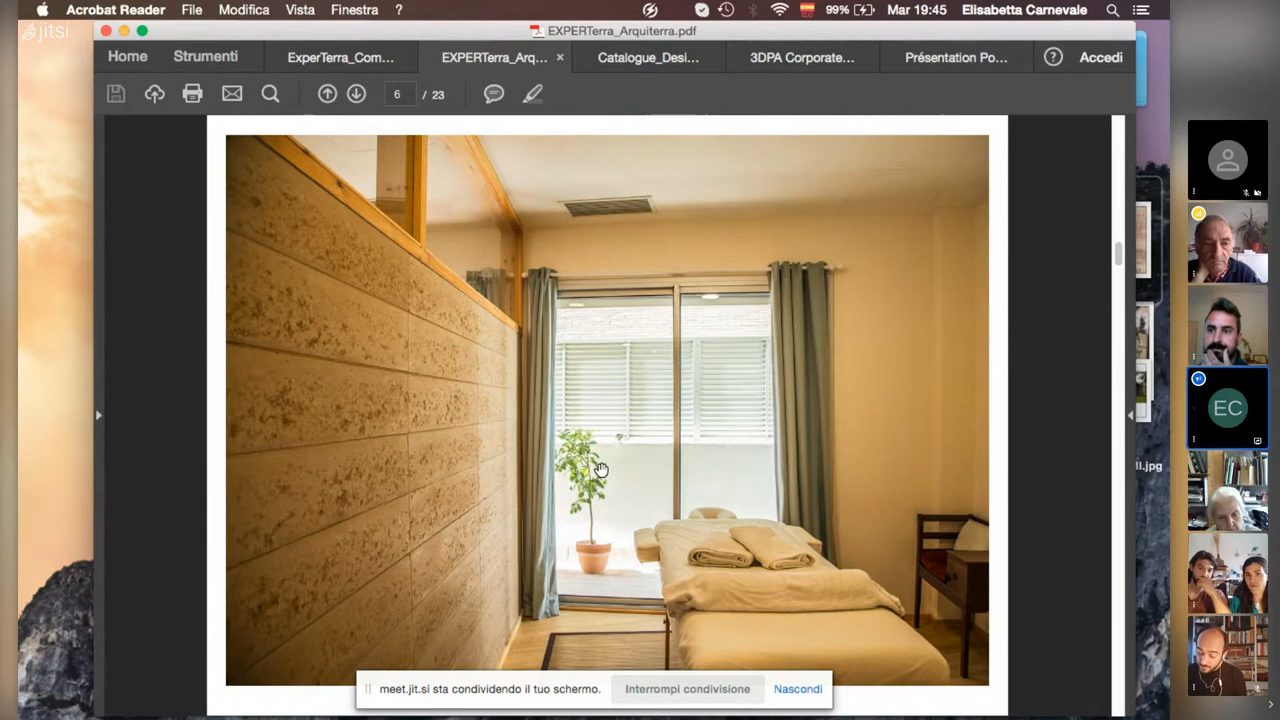 Acrobat Reader File Modifica Vista Finestra ? 99% Mar 19:45 Elisabetta Carnevale
jitsi
EXPERTerra_Arquiterra.pdf
Home Strumenti ExperTerra_Com... EXPERTerra_Arq... × Catalogue_Desi... 3DPA Corporate... Présentation Po... ? Accedi
6 / 23
EC
ll.jpg
meet.jit.si sta condividendo il tuo schermo. Interrompi condivisione Nascondi